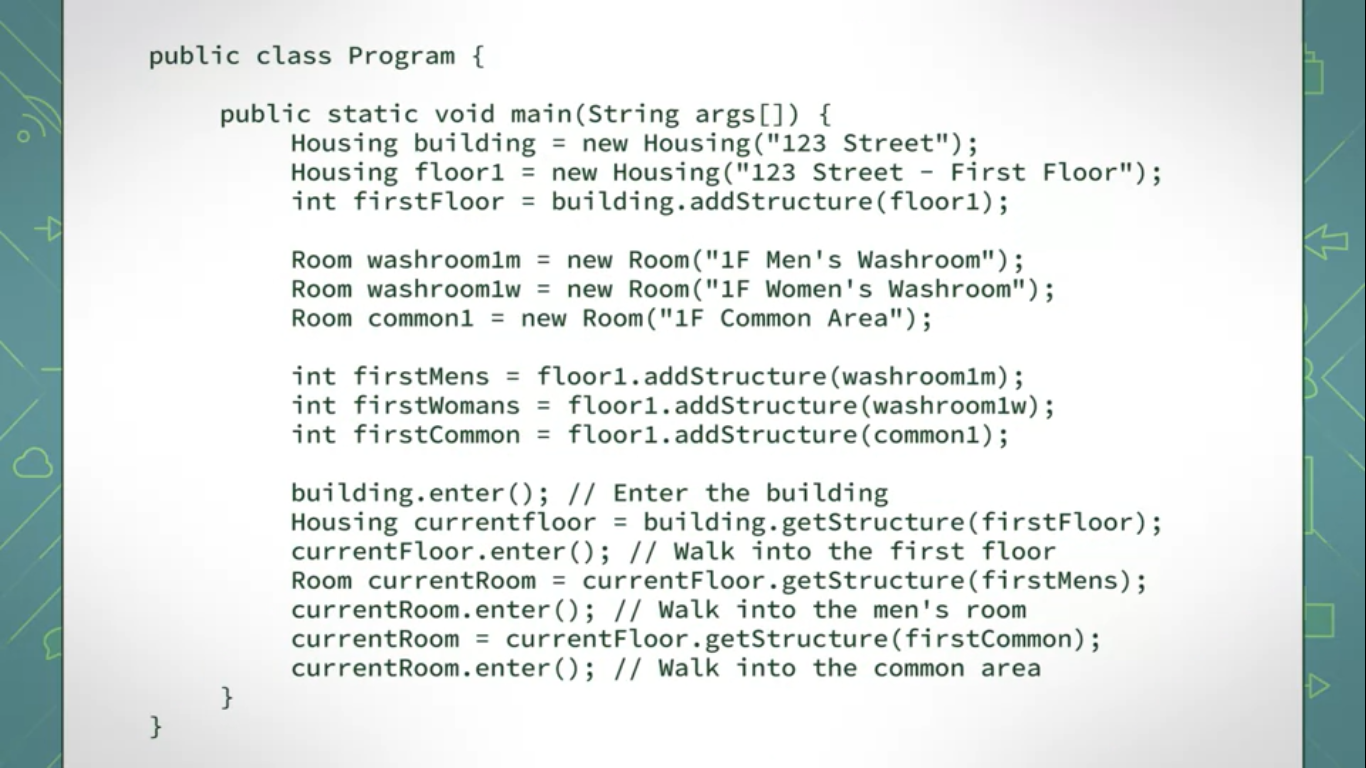 public class Program {
public static void main(String args[]) {
Housing building = new Housing("123 Street");
Housing floor1 = new Housing("123 Street - First Floor");
int firstFloor = building.addStructure(floor1);
Room washroom1m = new Room("1F Men's Washroom");
Room washroom1w = new Room("1F Women's Washroom");
Room common1 = new Room("1F Common Area");
int firstMens = floor1.addStructure(washroom1m);
int firstWomans = floor1.addStructure(washroom1w);
int firstCommon = floor1.addStructure(common1);
building.enter(); // Enter the building
Housing currentfloor = building.getStructure(firstFloor);
currentFloor.enter(); // Walk into the first floor
Room currentRoom = currentFloor.getStructure(firstMens);
currentRoom.enter(); // Walk into the men's room
currentRoom = currentFloor.getStructure(firstCommon);
currentRoom.enter(); // Walk into the common area
}
}